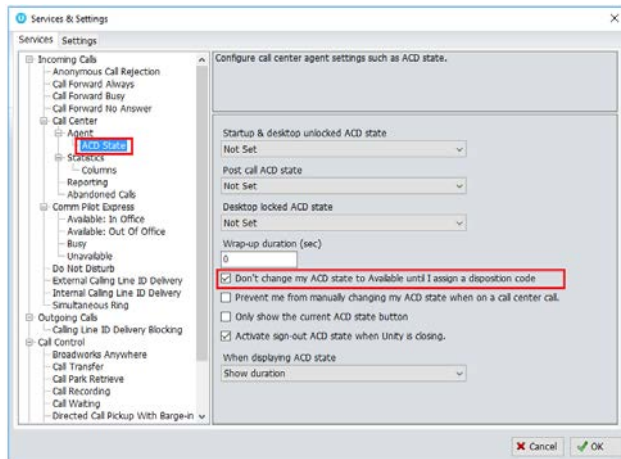 Services & Settings
Services Settings
Incoming Calls
Anonymous Call Rejection
Call Forward Always
Call Forward Busy
Call Forward No Answer
Call Center
Agent
ACD State
Statistics
Columns
Reporting
Abandoned Calls
Comm Pilot Express
Available: In Office
Available: Out Of Office
Busy
Unavailable
Do Not Disturb
External Calling Line ID Delivery
Internal Calling Line ID Delivery
Simultaneous Ring
Outgoing Calls
Calling Line ID Delivery Blocking
Call Control
Broadworks Anywhere
Call Transfer
Call Park Retrieve
Call Recording
Call Waiting
Directed Call Pickup With Barge-in
Configure call center agent settings such as ACD state.
Startup & desktop unlocked ACD state
Not Set
Post call ACD state
Not Set
Desktop locked ACD state
Not Set
Wrap-up duration (sec)
0
Don't change my ACD state to Available until I assign a dispostion code
Prevent me from manually changing my ACD state when on a call center call.
Only show the current ACD state button
Activate sign-out ACD state when Unity is closing.
When displaying ACD state
Show duration
Cancel OK